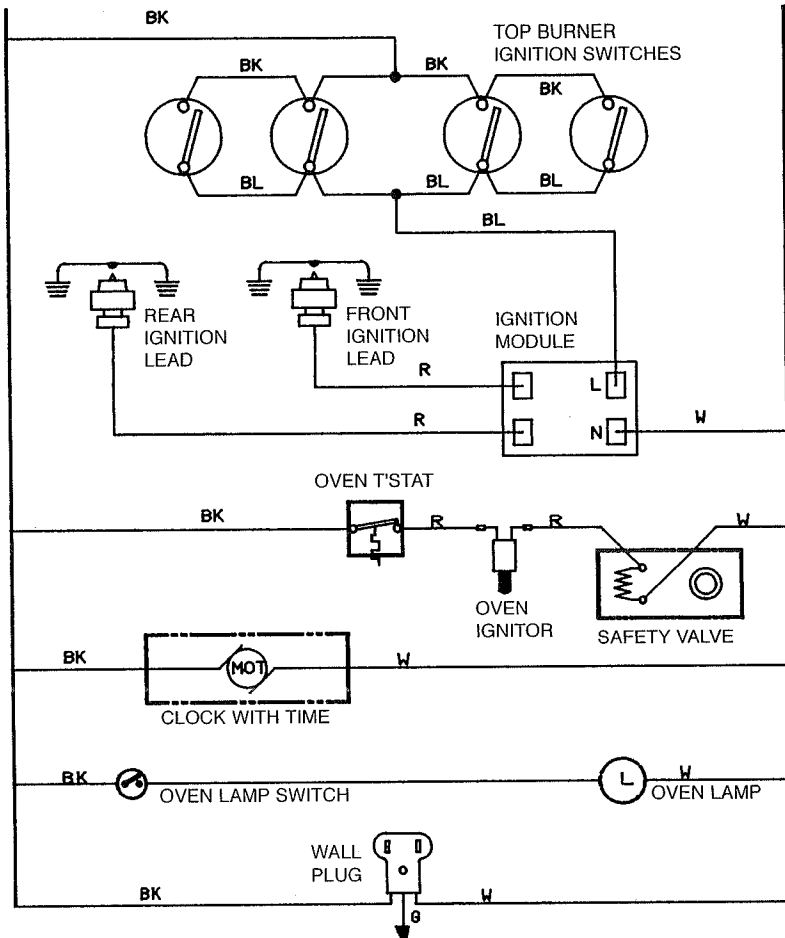 BK
TOP BURNER
IGNITION SWITCHES
BK
BK
BK
BL
BL
BL
BL
REAR
IGNITION
LEAD
FRONT
IGNITION
LEAD
IGNITION
MODULE
R
L
R
N
W
OVEN T'STAT
BK
R
R
W
OVEN
IGNITOR
SAFETY VALVE
BK
MOT
W
CLOCK WITH TIME
BK
OVEN LAMP SWITCH
L
W
OVEN LAMP
WALL
PLUG
BK
W
G